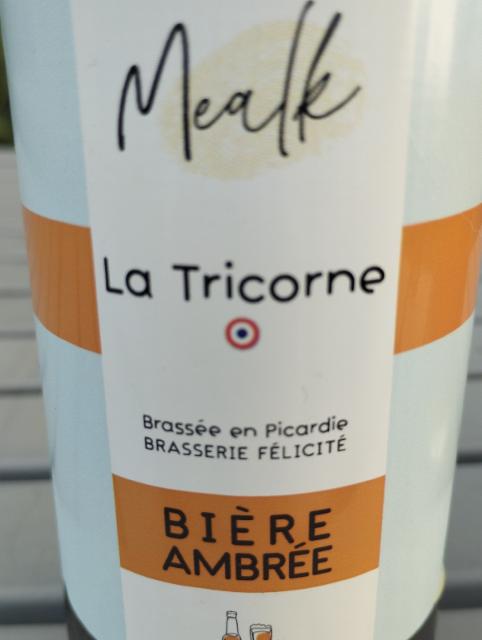 Mealk
La Tricorne
Brassée en Picardie
BRASSERIE FÉLICITÉ
BIÈRE
AMBRÉE